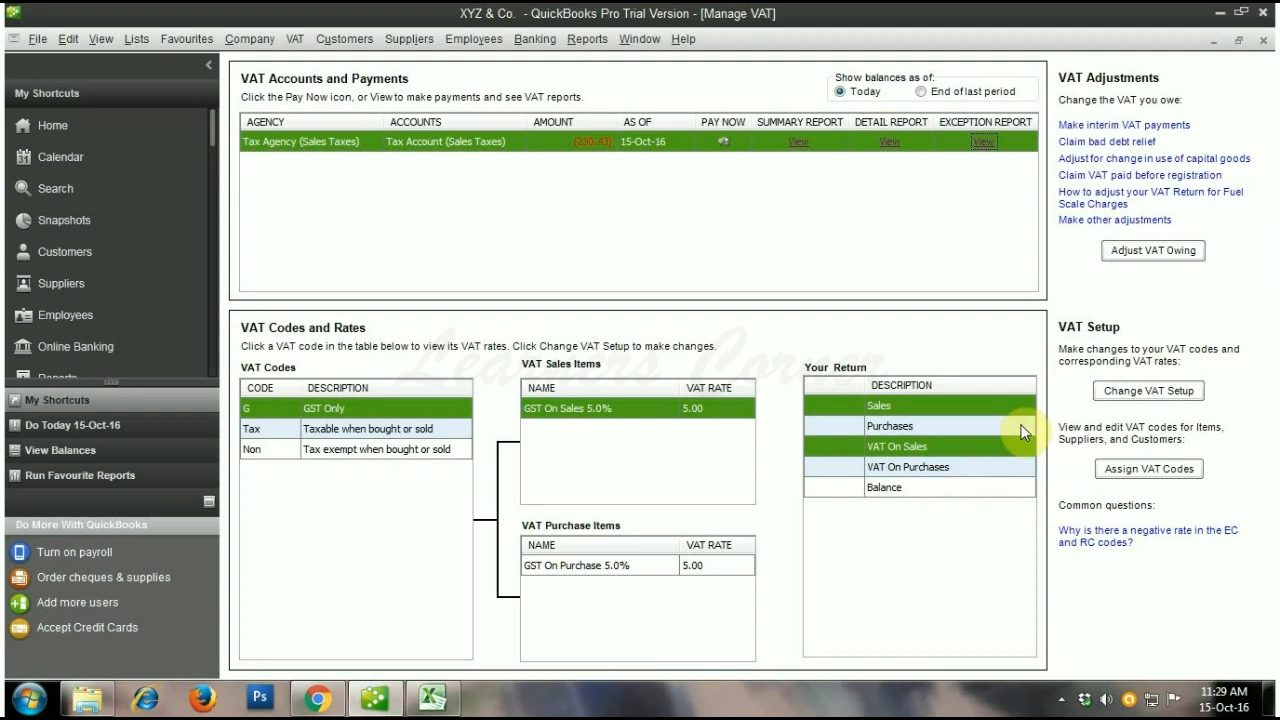 XYZ & Co. - QuickBooks Pro Trial Version - [Manage VAT]
File Edit View Lists Favourites Company VAT Customers Suppliers Employees Banking Reports Window Help
My Shortcuts
Home
Calendar
Search
Snapshots
Customers
Suppliers
Employees
Online Banking
Reports
My Shortcuts
Do Today 15-Oct-16
View Balances
Run Favourite Reports
Do More With QuickBooks
Turn on payroll
Order cheques & supplies
Add more users
Accept Credit Cards
VAT Accounts and Payments
Click the Pay Now icon, or View to make payments and see VAT reports.
Show balances as of:
Today End of last period
AGENCY ACCOUNTS AMOUNT AS OF PAY NOW SUMMARY REPORT DETAIL REPORT EXCEPTION REPORT
Tax Agency (Sales Taxes) Tax Account (Sales Taxes) (230.43) 15-Oct-16 View View View
VAT Codes and Rates
Click a VAT code in the table below to view its VAT rates. Click Change VAT Setup to make changes.
Learners Corner
VAT Codes
CODE DESCRIPTION
G GST Only
Tax Taxable when bought or sold
Non Tax exempt when bought or sold
VAT Sales Items
NAME VAT RATE
GST On Sales 5.0% 5.00
VAT Purchase Items
NAME VAT RATE
GST On Purchase 5.0% 5.00
Your Return
DESCRIPTION
Sales
Purchases
VAT On Sales
VAT On Purchases
Balance
VAT Adjustments
Change the VAT you owe:
Make interim VAT payments
Claim bad debt relief
Adjust for change in use of capital goods
Claim VAT paid before registration
How to adjust your VAT Return for Fuel
Scale Charges
Make other adjustments
Adjust VAT Owing
VAT Setup
Make changes to your VAT codes and
corresponding VAT rates:
Change VAT Setup
View and edit VAT codes for Items,
Suppliers, and Customers:
Assign VAT Codes
Common questions:
Why is there a negative rate in the EC
and RC codes?
Ps
11:29 AM
15-Oct-16